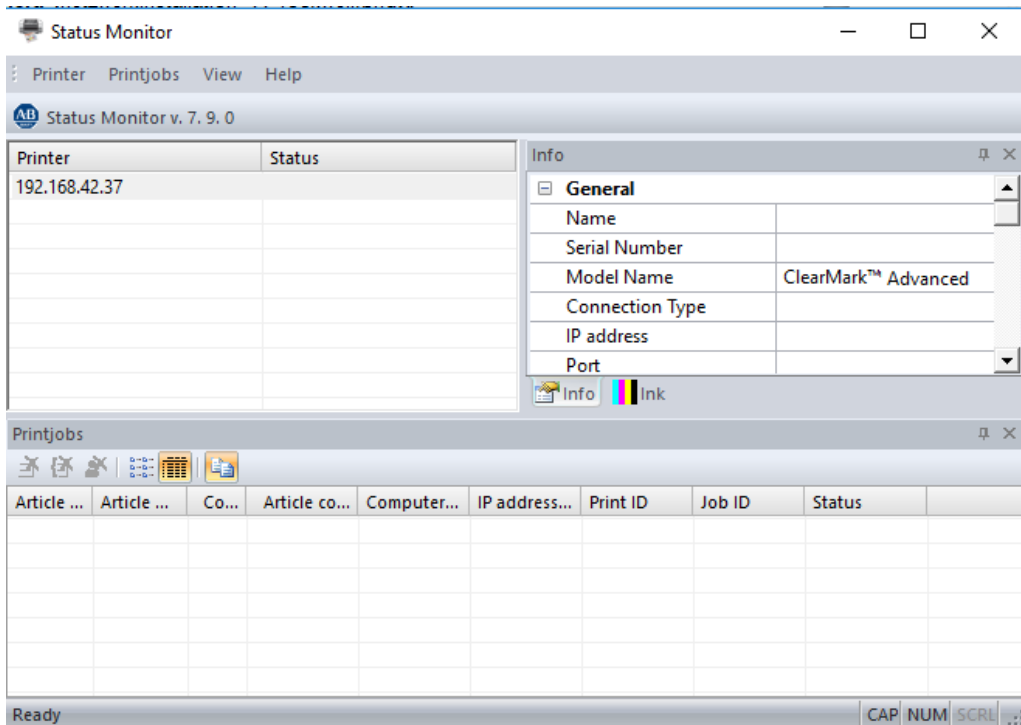 Status Monitor
Printer Printjobs View Help
AB Status Monitor v. 7. 9. 0
Printer Status
192.168.42.37
Info
General
Name
Serial Number
Model Name ClearMark™ Advanced
Connection Type
IP address
Port
Info Ink
Printjobs
Article ... Article ... Co... Article co... Computer... IP address... Print ID Job ID Status
Ready CAP NUM SCRL